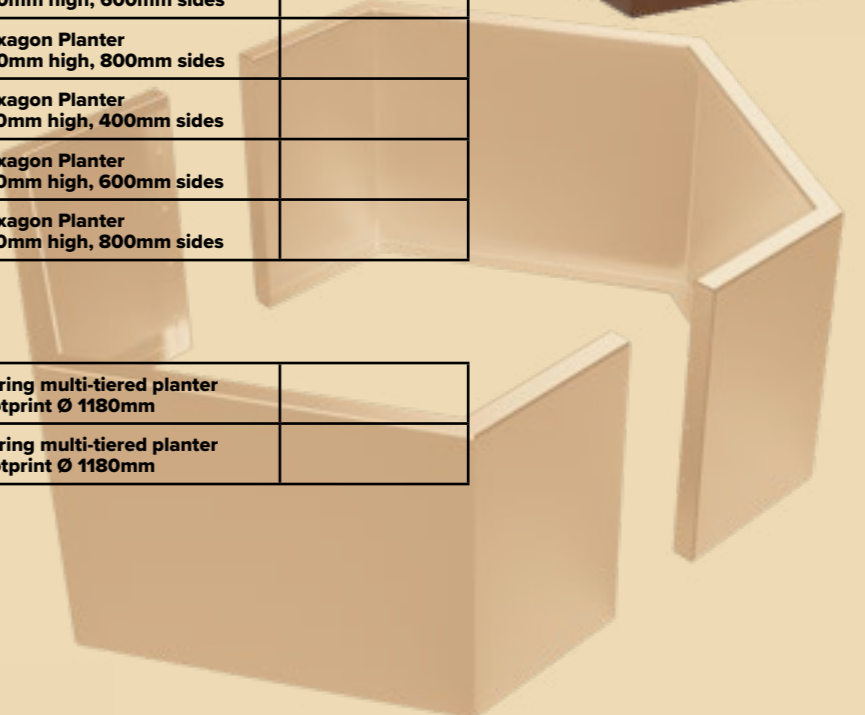 0mm high, 600mm sides
xagon Planter
0mm high, 800mm sides
xagon Planter
0mm high, 400mm sides
xagon Planter
0mm high, 600mm sides
xagon Planter
0mm high, 800mm sides
ring multi-tiered planter
otprint Ø 1180mm
ring multi-tiered planter
otprint Ø 1180mm